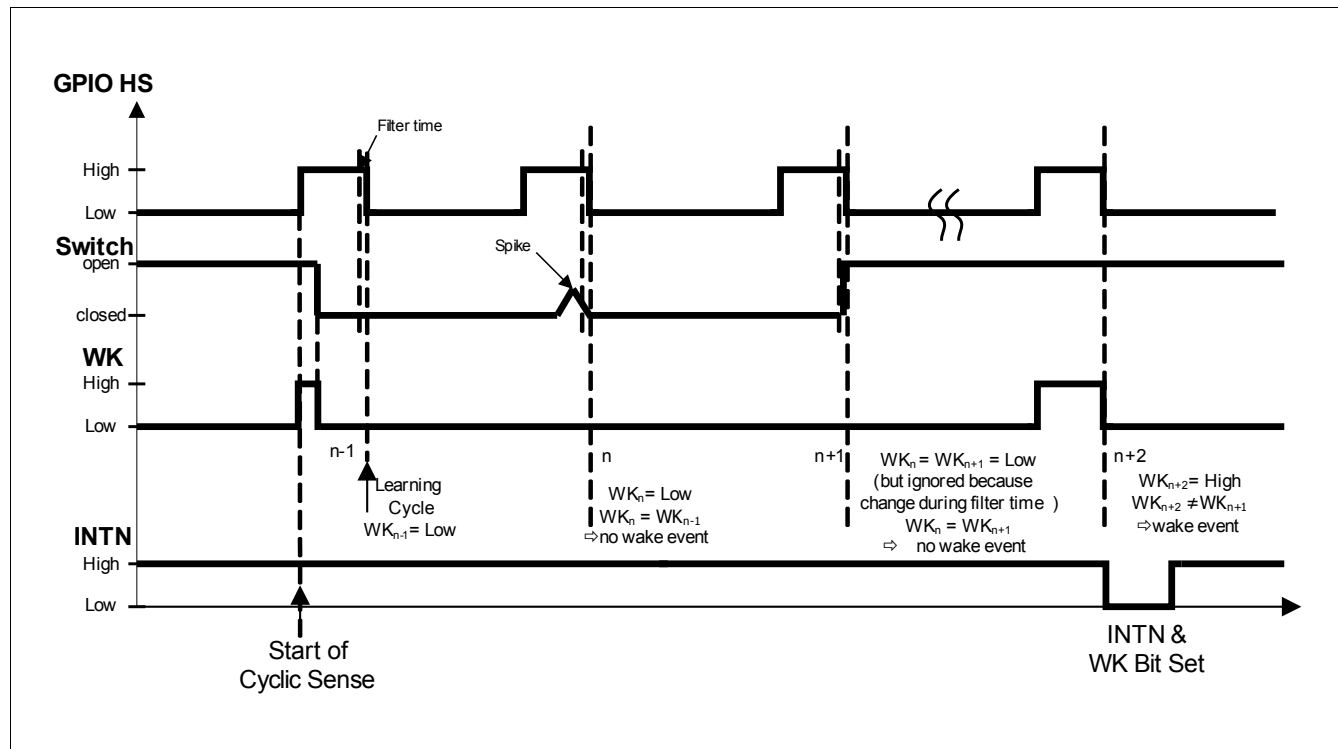 GPIO HS
Filter time
High
Low
Switch
open
Spike
closed
WK
High
Low
n-1
Learning
Cycle
WKn-1= Low
n
WKn= Low
WKn = WKn-1
⇨no wake event
n+1
WKn = WKn+1 = Low
(but ignored because
change during filter time )
WKn = WKn+1
⇨ no wake event
n+2
WKn+2= High
WKn+2 ≠WKn+1
⇨wake event
INTN
High
Low
Start of
Cyclic Sense
INTN &
WK Bit Set